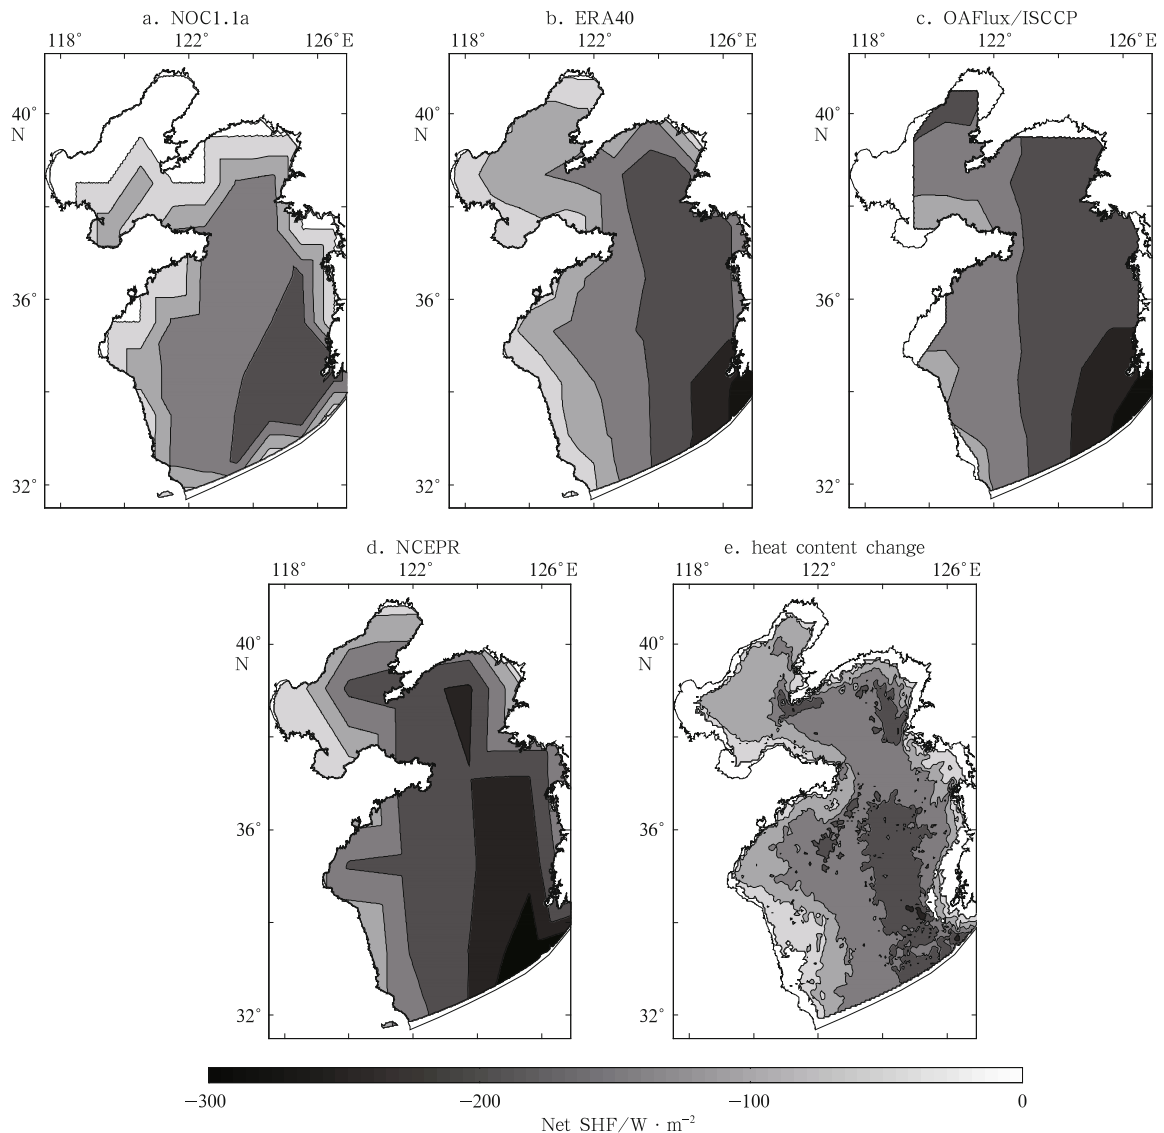 a. NOC1.1a
b. ERA40
c. OAFlux/ISCCP
118° 122° 126°E
118° 122° 126°E
118° 122° 126°E
40°
N
36°
32°
40°
N
36°
32°
40°
N
36°
32°
d. NCEPR
e. heat content change
118° 122° 126°E
118° 122° 126°E
40°
N
36°
32°
40°
N
36°
32°
−300 −200 −100 0
Net SHF/W · m⁻²